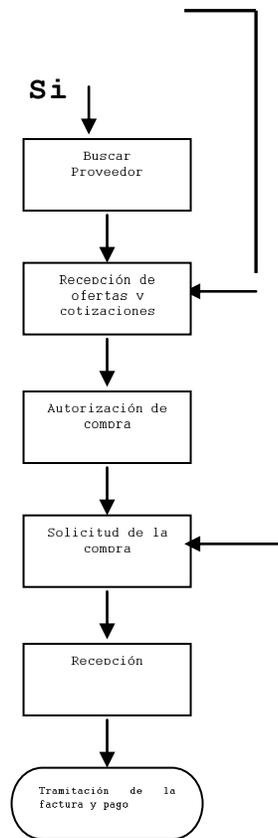 Si
Buscar
Proveedor
Recepción de
ofertas y
cotizaciones
Autorización de
compra
Solicitud de la
compra
Recepción
Tramitación de la
factura y pago